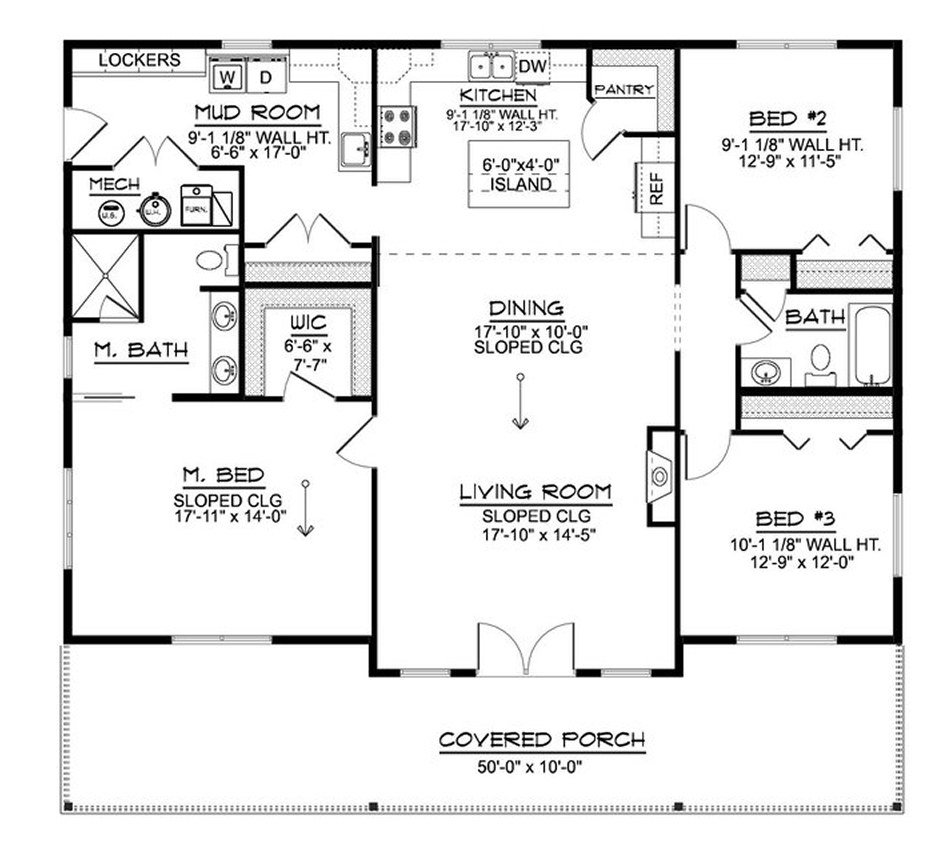 LOCKERS
W
D
MUD ROOM
9'-1 1/8" WALL HT.
6'-6" x 17'-0"
MECH
U.S.
W.H.
FURN.
KITCHEN
9'-1 1/8" WALL HT.
17'-10" x 12'-3"
DW
PANTRY
6'-0"x4'-0"
ISLAND
REF
BED #2
9'-1 1/8" WALL HT.
12'-9" x 11'-5"
M. BATH
WIC
6'-6" x
7'-7"
DINING
17'-10" x 10'-0"
SLOPED CLG
BATH
M. BED
SLOPED CLG
17'-11" x 14'-0"
LIVING ROOM
SLOPED CLG
17'-10" x 14'-5"
BED #3
10'-1 1/8" WALL HT.
12'-9" x 12'-0"
COVERED PORCH
50'-0" x 10'-0"